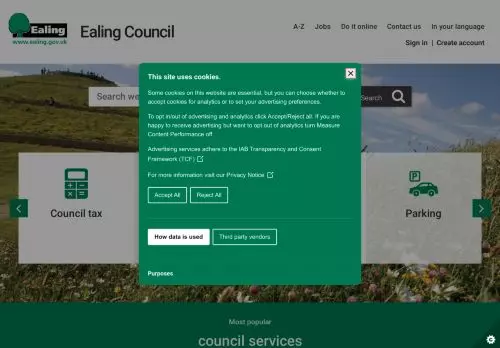 Ealing
www.ealing.gov.uk
Ealing Council
A-Z Jobs Do it online Contact us In your language
Sign in | Create account
Search we
Search
This site uses cookies.
Some cookies on this website are essential, but you can choose whether to
accept cookies for analytics or to set your advertising preferences.
To opt in/out of advertising and analytics click Accept/Reject all. If you are
happy to receive advertising but want to opt out of analytics turn Measure
Content Performance off
Advertising services adhere to the IAB Transparency and Consent
Framework (TCF)
For more information visit our Privacy Notice
Accept All Reject All
How data is used Third party vendors
Purposes
Council tax
P
Parking
Most popular
council services